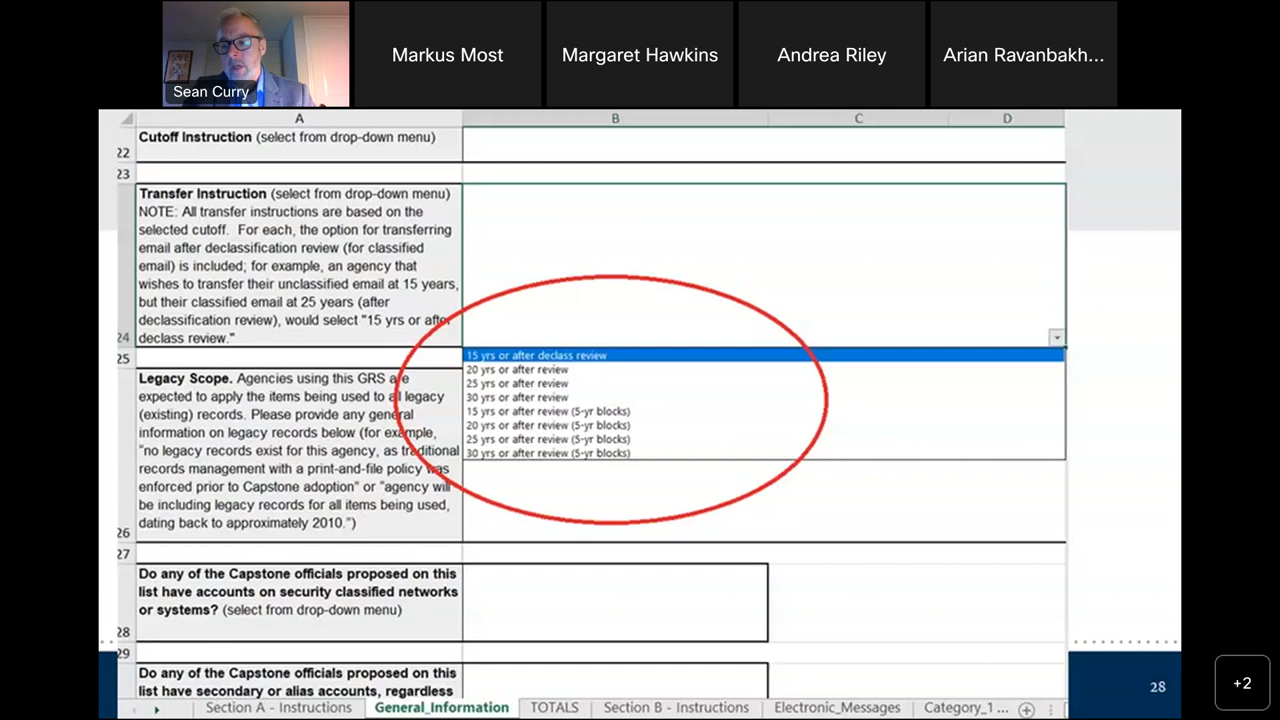 Sean Curry
Markus Most
Margaret Hawkins
Andrea Riley
Arian Ravanbakh...
A B C D
22 Cutoff Instruction (select from drop-down menu)
23
24 Transfer Instruction (select from drop-down menu)
NOTE: All transfer instructions are based on the
selected cutoff. For each, the option for transferring
email after declassification review (for classified
email) is included; for example, an agency that
wishes to transfer their unclassified email at 15 years,
but their classified email at 25 years (after
declassification review), would select "15 yrs or after
declass review."
15 yrs or after declass review
20 yrs or after review
25 yrs or after review
30 yrs or after review
15 yrs or after review (5-yr blocks)
20 yrs or after review (5-yr blocks)
25 yrs or after review (5-yr blocks)
30 yrs or after review (5-yr blocks)
25
26 Legacy Scope. Agencies using this GRS are
expected to apply the items being used to all legacy
(existing) records. Please provide any general
information on legacy records below (for example,
"no legacy records exist for this agency, as traditional
records management with a print-and-file policy was
enforced prior to Capstone adoption" or "agency will
be including legacy records for all items being used,
dating back to approximately 2010.")
27
28 Do any of the Capstone officials proposed on this
list have accounts on security classified networks
or systems? (select from drop-down menu)
29
Do any of the Capstone officials proposed on this
list have secondary or alias accounts, regardless
Section A - Instructions General_Information TOTALS Section B - Instructions Electronic_Messages Category_1 ...
28
+2